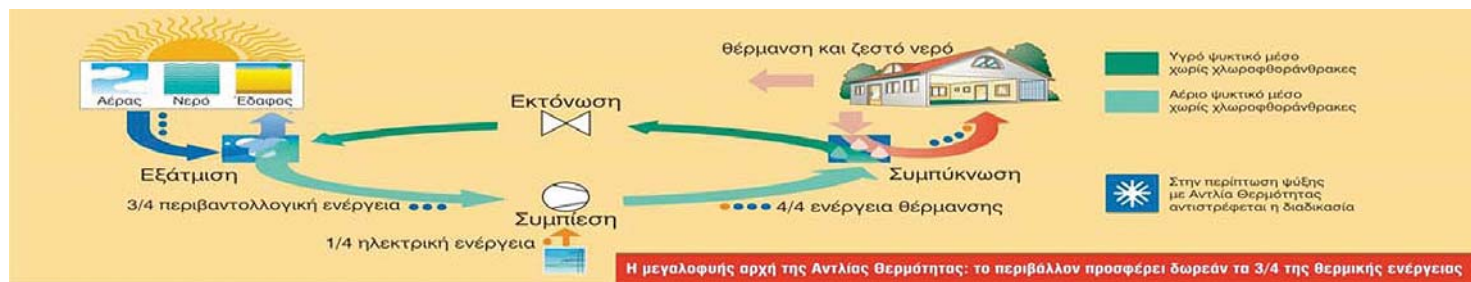 Αέρας Νερό Έδαφος
Εκτόνωση
Εξάτμιση
3/4 περιβαντολλογική ενέργεια
Συμπίεση
1/4 ηλεκτρική ενέργεια
θέρμανση και ζεστό νερό
Συμπύκνωση
4/4 ενέργεια θέρμανσης
Υγρό ψυκτικό μέσο
χωρίς χλωροφθοράνθρακες
Αέριο ψυκτικό μέσο
χωρίς χλωροφθοράνθρακες
Στην περίπτωση ψύξης
με Αντλία Θερμότητας
αντιστρέφεται η διαδικασία
Η μεγαλοφυής αρχή της Αντλίας Θερμότητας: το περιβάλλον προσφέρει δωρεάν τα 3/4 της θερμικής ενέργειας